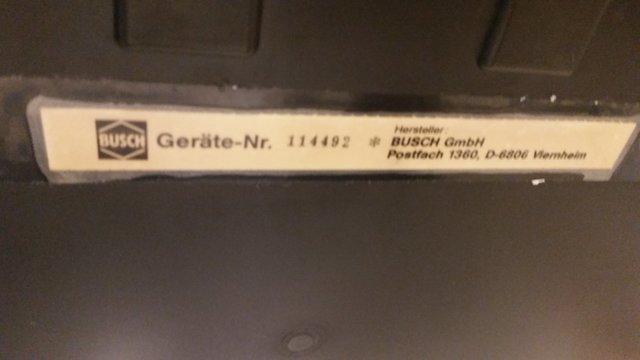 BUSCH Geräte-Nr. 114492 *
Hersteller:
BUSCH GmbH
Postfach 1360, D-6806 Viernheim